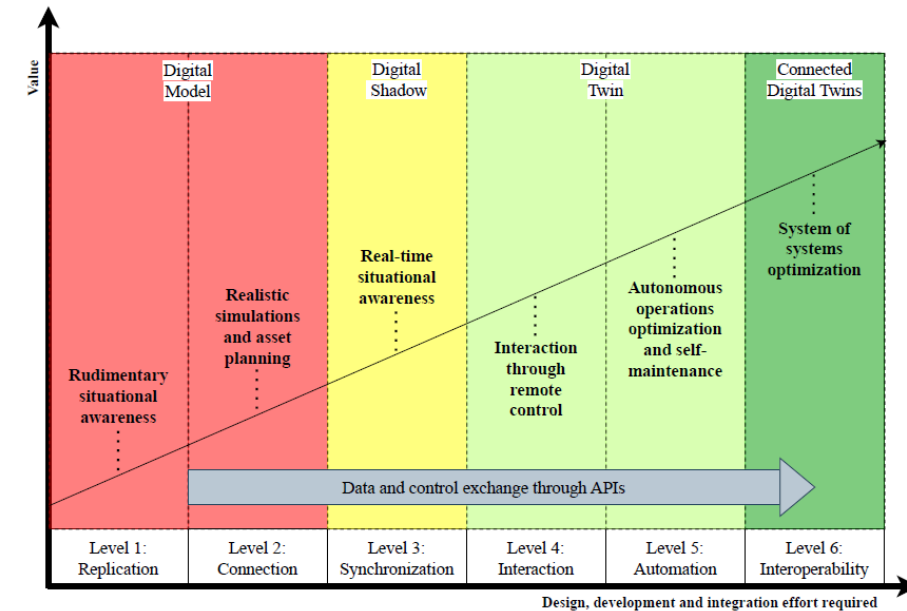 Value
Digital
Model
Digital
Shadow
Digital
Twin
Connected
Digital Twins
Rudimentary
situational
awareness
Realistic
simulations
and asset
planning
Real-time
situational
awareness
Interaction
through
remote
control
Autonomous
operations
optimization
and self-
maintenance
System of
systems
optimization
Data and control exchange through APIs
Level 1:
Replication
Level 2:
Connection
Level 3:
Synchronization
Level 4:
Interaction
Level 5:
Automation
Level 6:
Interoperability
Design, development and integration effort required